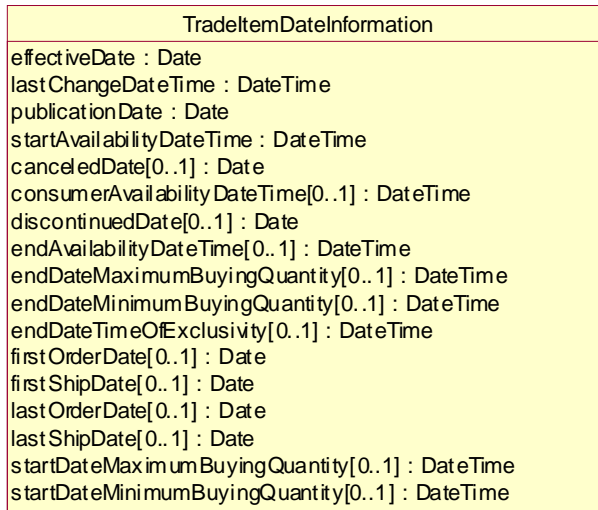 TradeItemDateInformation
effectiveDate : Date
lastChangeDateTime : DateTime
publicationDate : Date
startAvailabilityDateTime : DateTime
canceledDate[0..1] : Date
consumerAvailabilityDateTime[0..1] : DateTime
discontinuedDate[0..1] : Date
endAvailabilityDateTime[0..1] : DateTime
endDateMaximumBuyingQuantity[0..1] : DateTime
endDateMinimumBuyingQuantity[0..1] : DateTime
endDateTimeOfExclusivity[0..1] : DateTime
firstOrderDate[0..1] : Date
firstShipDate[0..1] : Date
lastOrderDate[0..1] : Date
lastShipDate[0..1] : Date
startDateMaximumBuyingQuantity[0..1] : DateTime
startDateMinimumBuyingQuantity[0..1] : DateTime